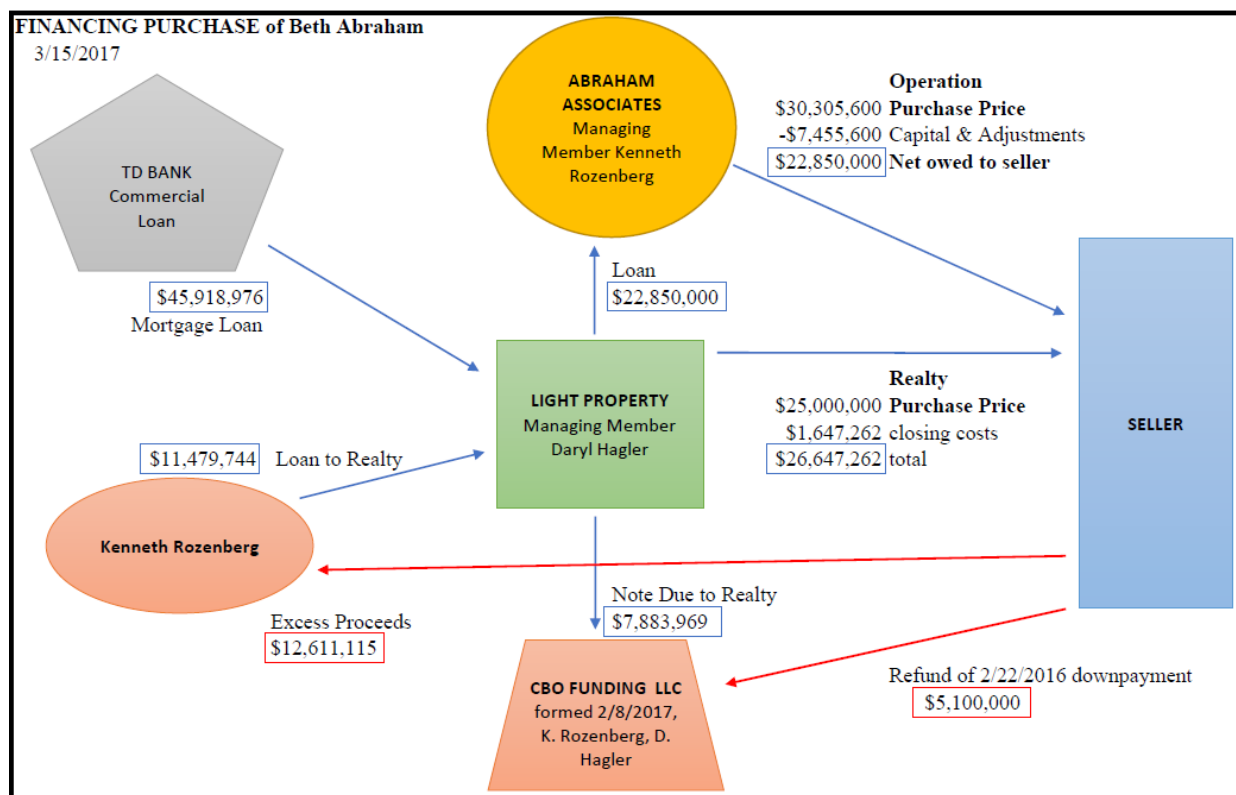 FINANCING PURCHASE of Beth Abraham
3/15/2017
TD BANK
Commercial
Loan
$45,918,976
Mortgage Loan
ABRAHAM
ASSOCIATES
Managing
Member Kenneth
Rozenberg
Operation
$30,305,600 Purchase Price
-$7,455,600 Capital & Adjustments
$22,850,000 Net owed to seller
Loan
$22,850,000
LIGHT PROPERTY
Managing Member
Daryl Hagler
Realty
$25,000,000 Purchase Price
$1,647,262 closing costs
$26,647,262 total
SELLER
$11,479,744 Loan to Realty
Kenneth Rozenberg
Excess Proceeds
$12,611,115
Note Due to Realty
$7,883,969
CBO FUNDING LLC
formed 2/8/2017,
K. Rozenberg, D.
Hagler
Refund of 2/22/2016 downpayment
$5,100,000